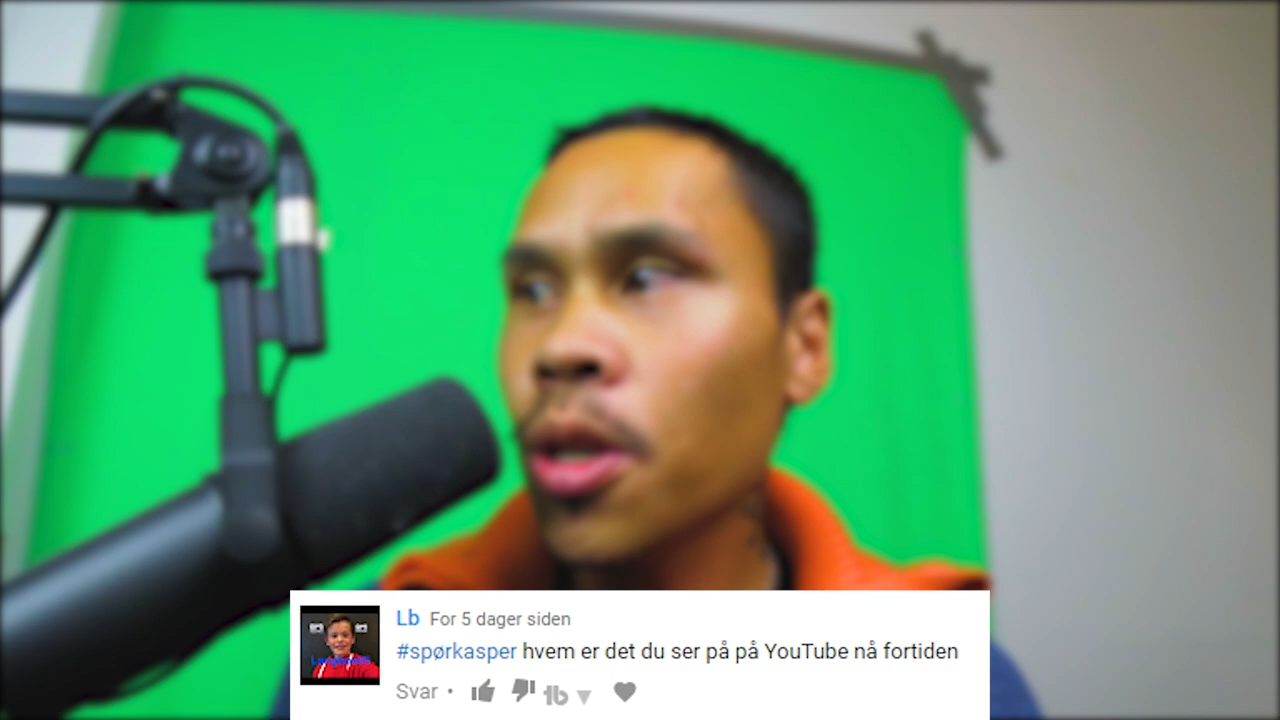 Lb For 5 dager siden
#spørkasper hvem er det du ser på på YouTube nå fortiden
Svar •